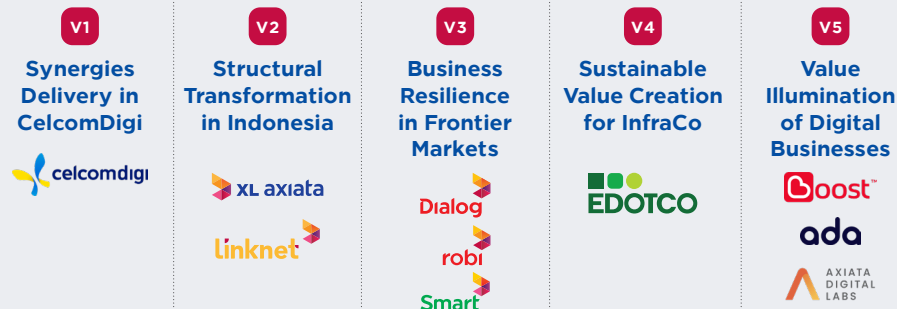 V1
Synergies
Delivery in
CelcomDigi
celcomdigi
V2
Structural
Transformation
in Indonesia
XL axiata
linknet
V3
Business
Resilience
in Frontier
Markets
Dialog
robi
Smart
V4
Sustainable
Value Creation
for InfraCo
EDOTCO
V5
Value
Illumination
of Digital
Businesses
Boost™
ada
AXIATA
DIGITAL
LABS